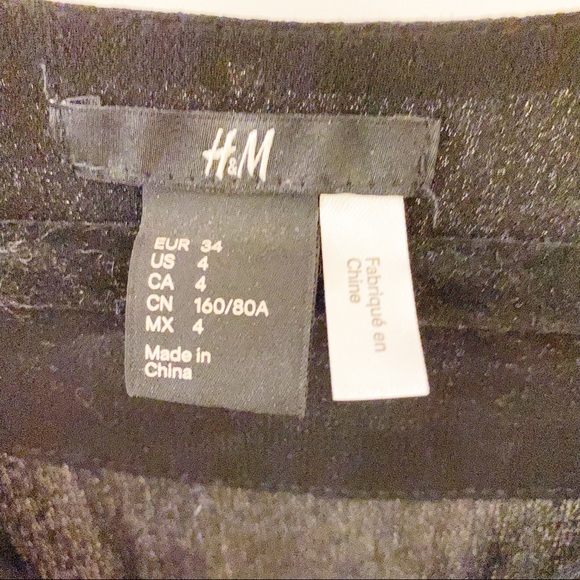 H&M
EUR 34
US 4
CA 4
CN 160/80A
MX 4
Made in
China
Fabriqué en
Chine